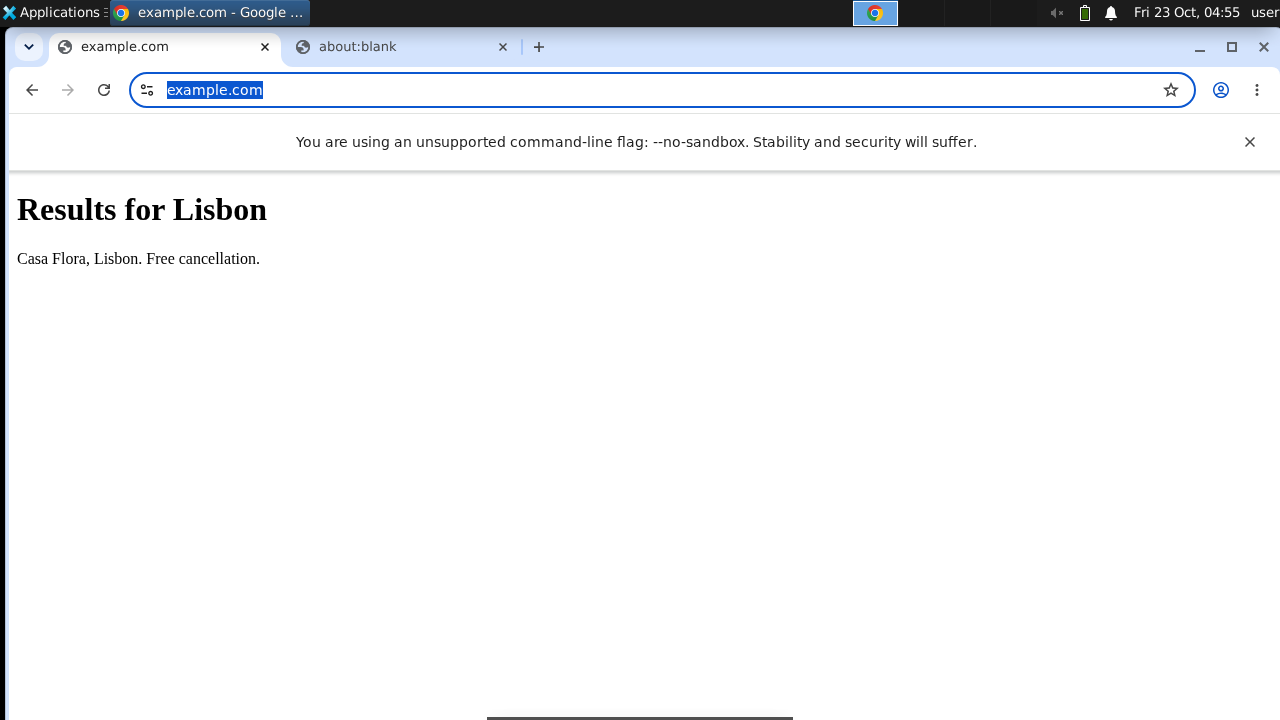 Applications
example.com - Google ...
Fri 23 Oct, 04:55
user
example.com
about:blank
example.com
You are using an unsupported command-line flag: --no-sandbox. Stability and security will suffer.
Results for Lisbon
Casa Flora, Lisbon. Free cancellation.